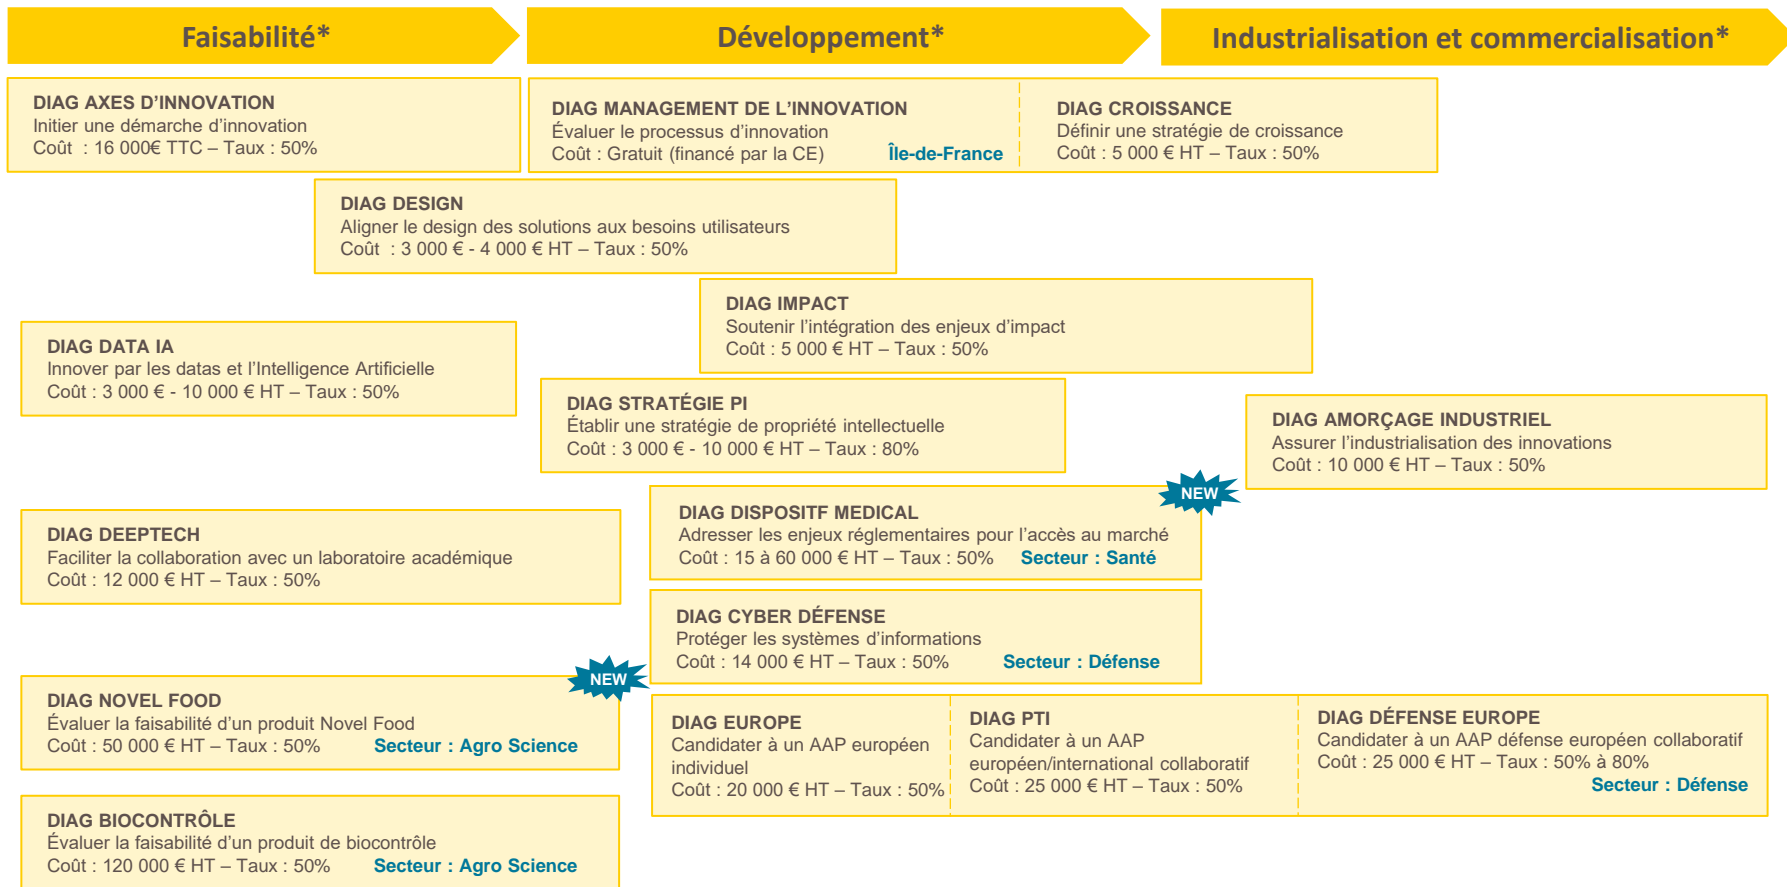 Faisabilité*
Développement*
Industrialisation et commercialisation*
DIAG AXES D’INNOVATION
Initier une démarche d’innovation
Coût : 16 000€ TTC – Taux : 50%
DIAG MANAGEMENT DE L’INNOVATION
Évaluer le processus d’innovation
Coût : Gratuit (financé par la CE) Île-de-France
DIAG CROISSANCE
Définir une stratégie de croissance
Coût : 5 000 € HT – Taux : 50%
DIAG DESIGN
Aligner le design des solutions aux besoins utilisateurs
Coût : 3 000 € - 4 000 € HT – Taux : 50%
DIAG IMPACT
Soutenir l’intégration des enjeux d’impact
Coût : 5 000 € HT – Taux : 50%
DIAG DATA IA
Innover par les datas et l’Intelligence Artificielle
Coût : 3 000 € - 10 000 € HT – Taux : 50%
DIAG STRATÉGIE PI
Établir une stratégie de propriété intellectuelle
Coût : 3 000 € - 10 000 € HT – Taux : 80%
DIAG AMORÇAGE INDUSTRIEL
Assurer l’industrialisation des innovations
Coût : 10 000 € HT – Taux : 50%
NEW
DIAG DISPOSITF MEDICAL
Adresser les enjeux réglementaires pour l’accès au marché
Coût : 15 à 60 000 € HT – Taux : 50% Secteur : Santé
DIAG DEEPTECH
Faciliter la collaboration avec un laboratoire académique
Coût : 12 000 € HT – Taux : 50%
DIAG CYBER DÉFENSE
Protéger les systèmes d’informations
Coût : 14 000 € HT – Taux : 50% Secteur : Défense
NEW
DIAG NOVEL FOOD
Évaluer la faisabilité d’un produit Novel Food
Coût : 50 000 € HT – Taux : 50% Secteur : Agro Science
DIAG EUROPE
Candidater à un AAP européen
individuel
Coût : 20 000 € HT – Taux : 50%
DIAG PTI
Candidater à un AAP
européen/international collaboratif
Coût : 25 000 € HT – Taux : 50%
DIAG DÉFENSE EUROPE
Candidater à un AAP défense européen collaboratif
Coût : 25 000 € HT – Taux : 50% à 80%
Secteur : Défense
DIAG BIOCONTRÔLE
Évaluer la faisabilité d’un produit de biocontrôle
Coût : 120 000 € HT – Taux : 50% Secteur : Agro Science